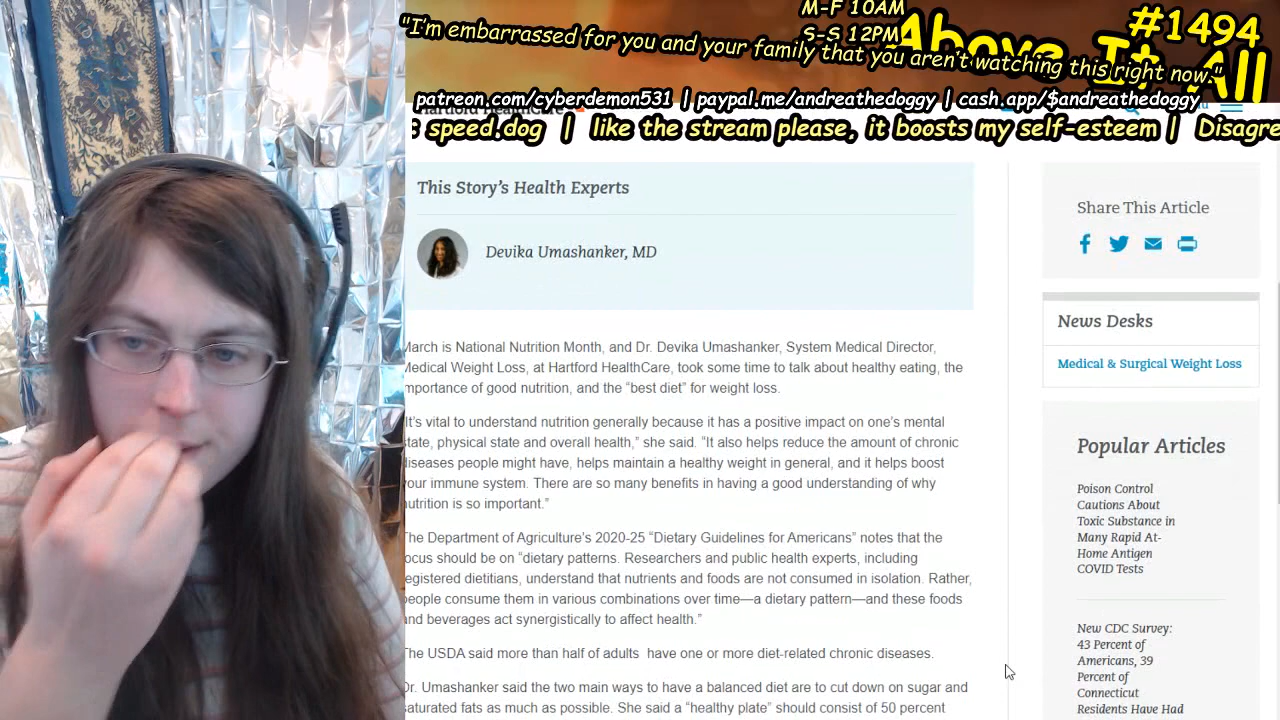 M-F 10AM
S-S 12PM
Above It All
#1494
"I'm embarrassed for you and your family that you aren't watching this right now."
patreon.com/cyberdemon531 | paypal.me/andreathedoggy | cash.app/$andreathedoggy
speed.dog | like the stream please, it boosts my self-esteem | Disagre
This Story's Health Experts
Devika Umashanker, MD
March is National Nutrition Month, and Dr. Devika Umashanker, System Medical Director,
Medical Weight Loss, at Hartford HealthCare, took some time to talk about healthy eating, the
mportance of good nutrition, and the “best diet” for weight loss.
It's vital to understand nutrition generally because it has a positive impact on one's mental
state, physical state and overall health,” she said. “It also helps reduce the amount of chronic
diseases people might have, helps maintain a healthy weight in general, and it helps boost
your immune system. There are so many benefits in having a good understanding of why
nutrition is so important.”
The Department of Agriculture's 2020-25 “Dietary Guidelines for Americans” notes that the
ocus should be on “dietary patterns. Researchers and public health experts, including
egistered dietitians, understand that nutrients and foods are not consumed in isolation. Rather,
people consume them in various combinations over time—a dietary pattern—and these foods
and beverages act synergistically to affect health.”
The USDA said more than half of adults have one or more diet-related chronic diseases.
Dr. Umashanker said the two main ways to have a balanced diet are to cut down on sugar and
saturated fats as much as possible. She said a “healthy plate” should consist of 50 percent
Share This Article
News Desks
Medical & Surgical Weight Loss
Popular Articles
Poison Control
Cautions About
Toxic Substance in
Many Rapid At-
Home Antigen
COVID Tests
New CDC Survey:
43 Percent of
Americans, 39
Percent of
Connecticut
Residents Have Had